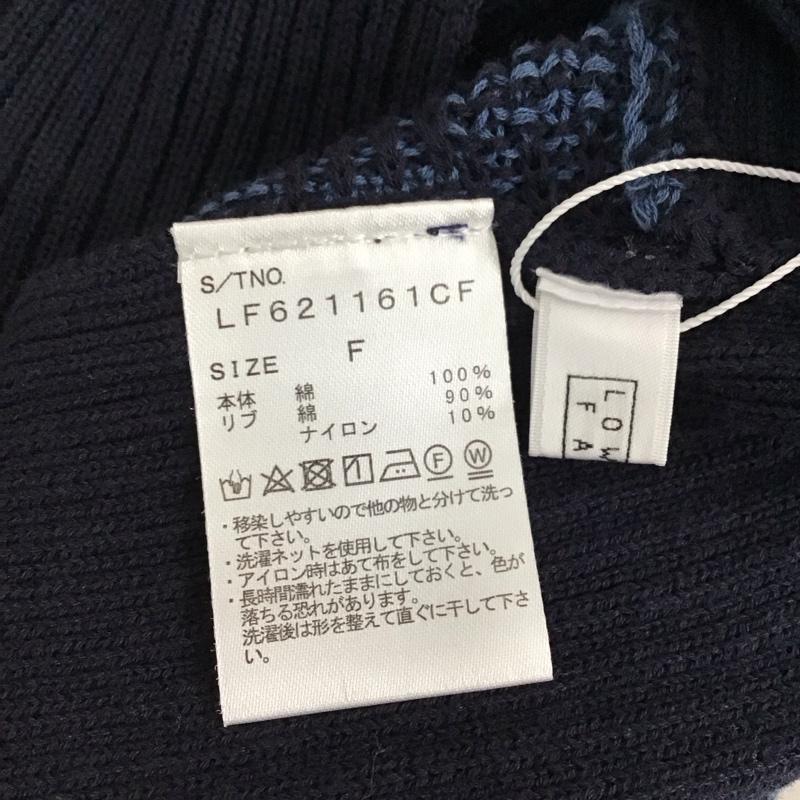 S/TNO.
LF621161CF
SIZE F
本体 綿 100%
リブ 綿 90%
ナイロン 10%
F W
・移染しやすいので他の物と分けて洗っ
て下さい。
・洗濯ネットを使用して下さい。
・アイロン時はあて布をして下さい。
・長時間濡れたままにしておくと、色が
落ちる恐れがあります。
洗濯後は形を整えて直ぐに干して下さ
い。
LOW
FA